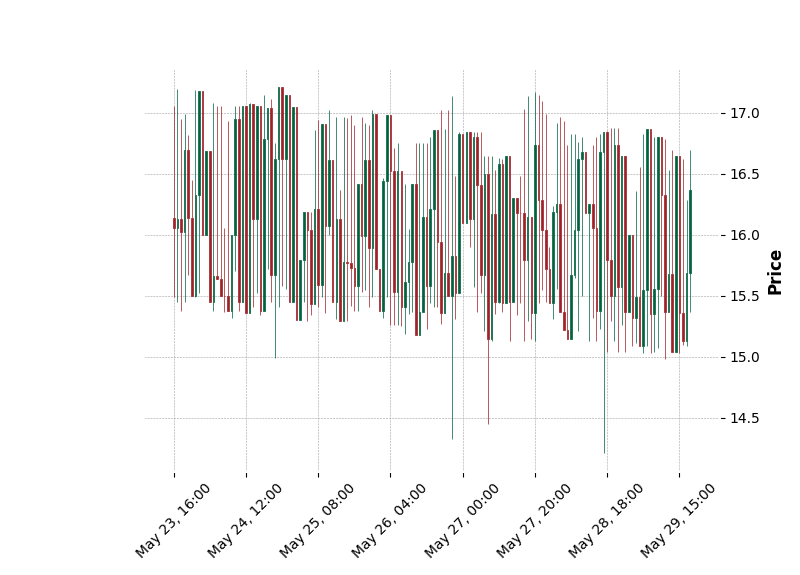 17.0
16.5
16.0
15.5
15.0
14.5
Price
May 23, 16:00
May 24, 12:00
May 25, 08:00
May 26, 04:00
May 27, 00:00
May 27, 20:00
May 28, 18:00
May 29, 15:00